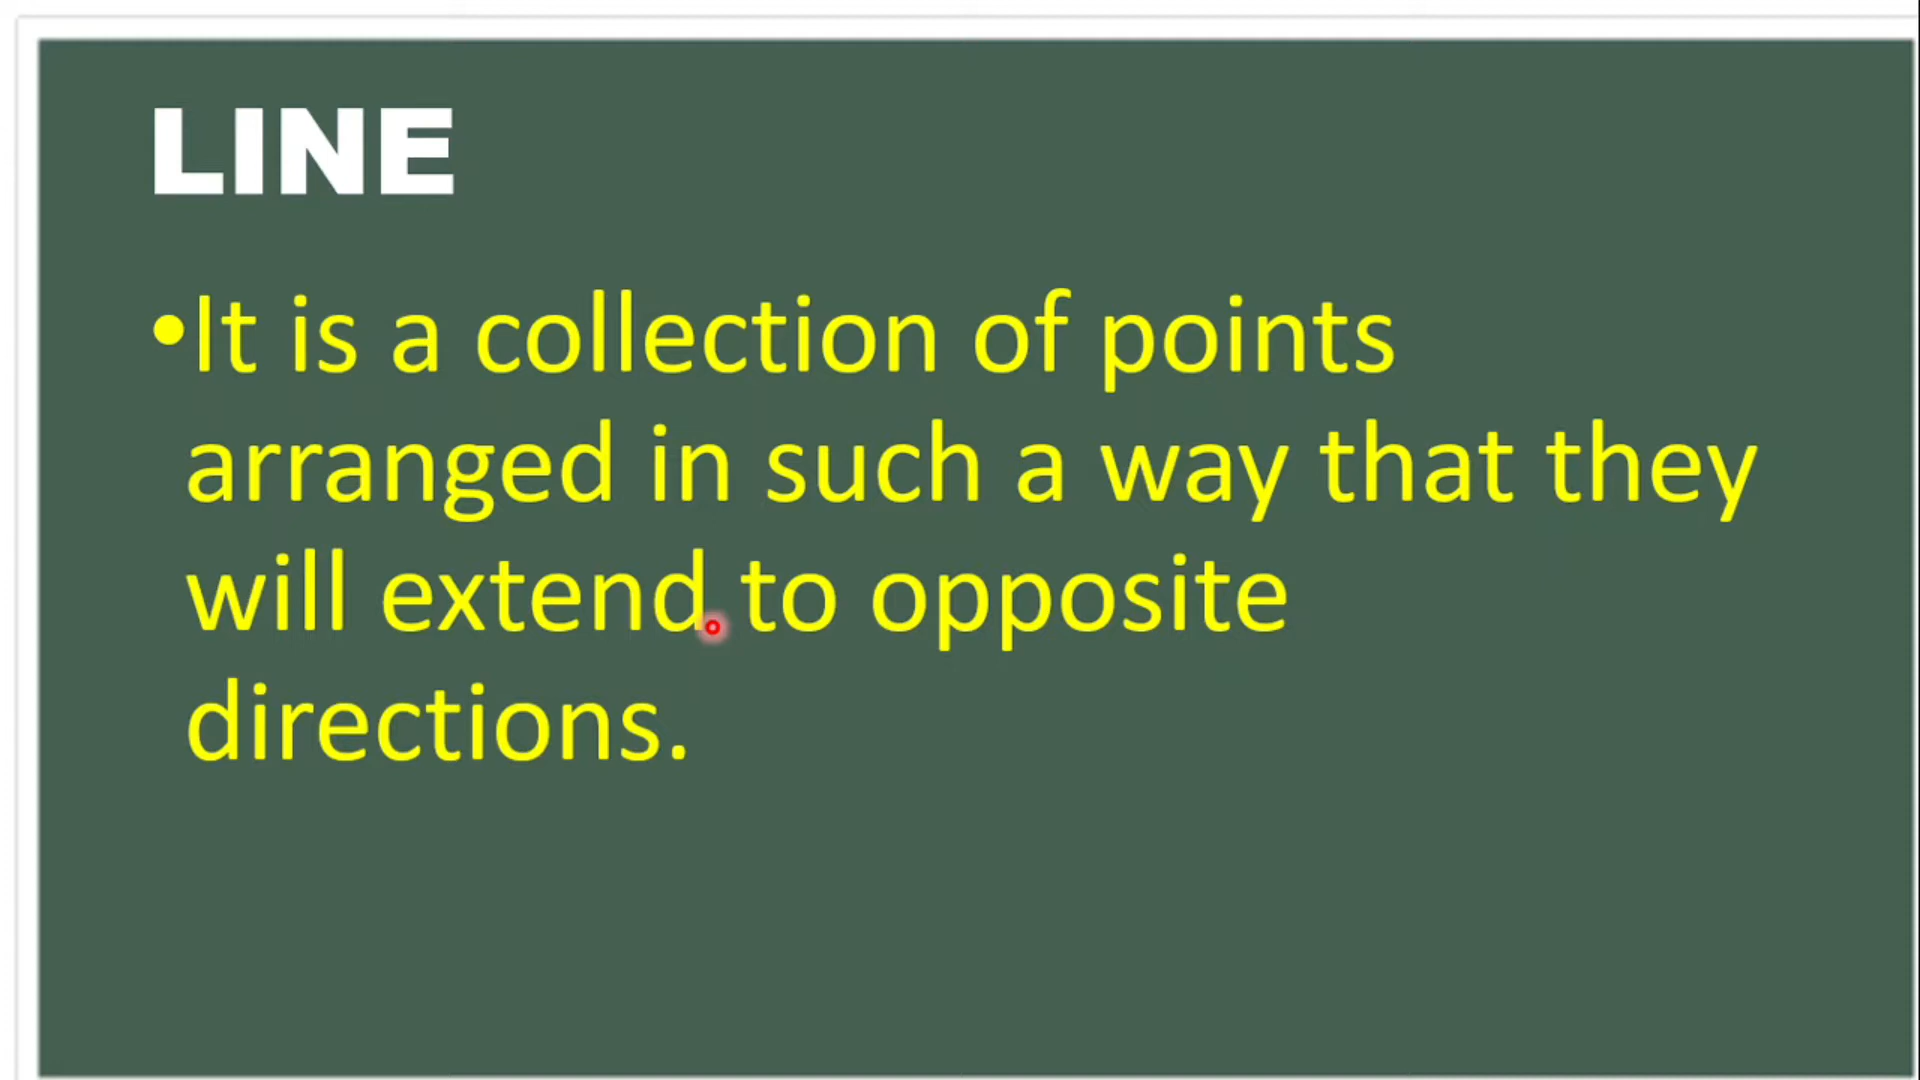 LINE
•It is a collection of points
arranged in such a way that they
will extend to opposite
directions.